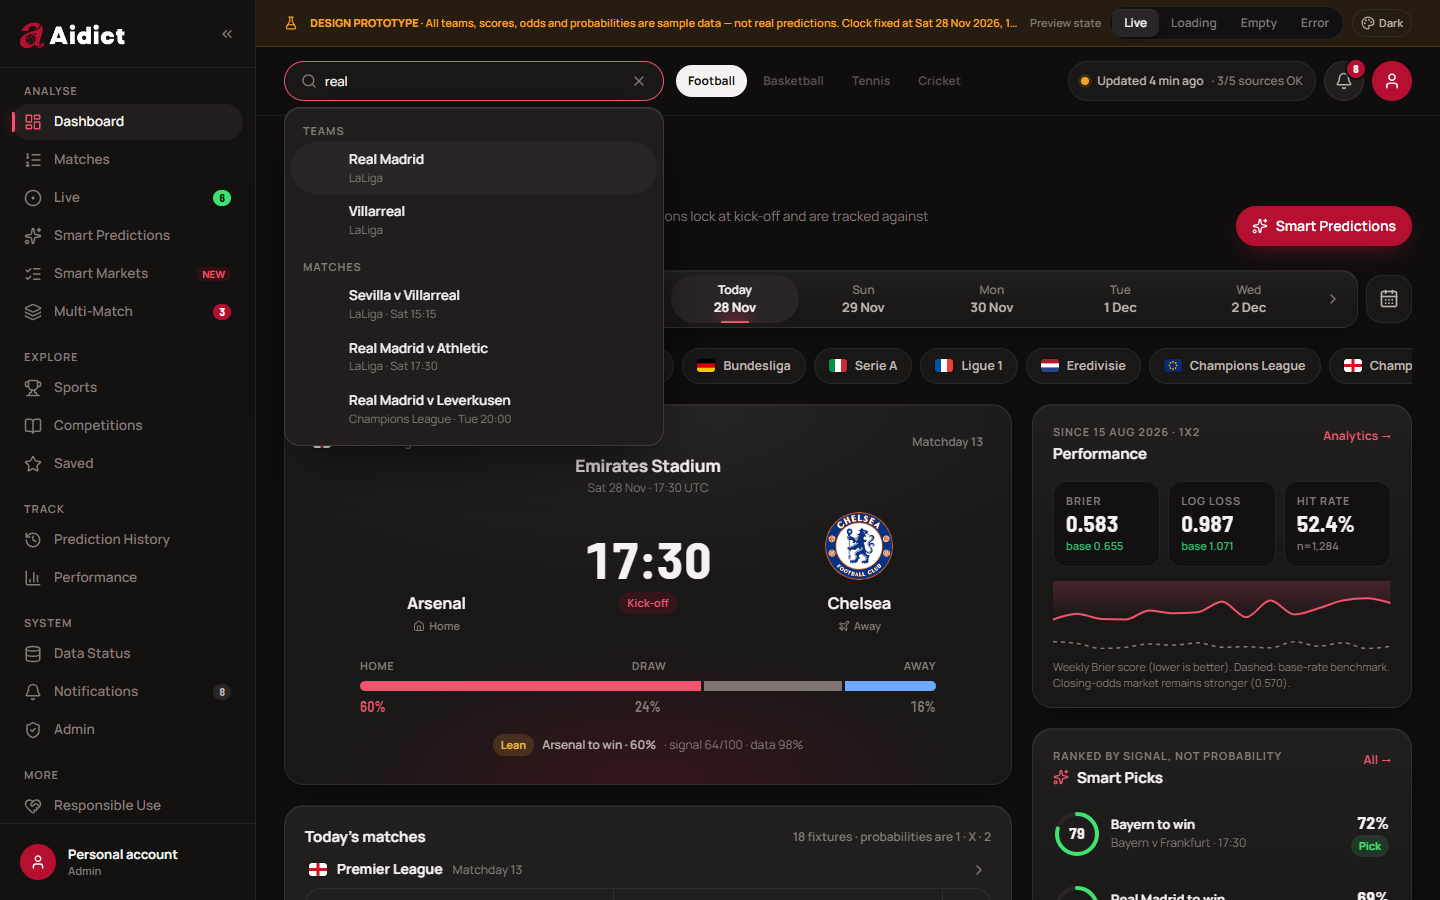 Aidict
DESIGN PROTOTYPE · All teams, scores, odds and probabilities are sample data — not real predictions. Clock fixed at Sat 28 Nov 2026, 1...
Preview state
Live
Loading
Empty
Error
Dark
real
Football
Basketball
Tennis
Cricket
Updated 4 min ago · 3/5 sources OK
8
ANALYSE
Dashboard
Matches
Live
6
Smart Predictions
Smart Markets
NEW
Multi-Match
3
EXPLORE
Sports
Competitions
Saved
TRACK
Prediction History
Performance
SYSTEM
Data Status
Notifications
8
Admin
MORE
Responsible Use
Personal account
Admin
TEAMS
Real Madrid
LaLiga
Villarreal
LaLiga
MATCHES
Sevilla v Villarreal
LaLiga · Sat 15:15
Real Madrid v Athletic
LaLiga · Sat 17:30
Real Madrid v Leverkusen
Champions League · Tue 20:00
ons lock at kick-off and are tracked against
Smart Predictions
Today
28 Nov
Sun
29 Nov
Mon
30 Nov
Tue
1 Dec
Wed
2 Dec
Bundesliga
Serie A
Ligue 1
Eredivisie
Champions League
Champ
Matchday 13
Emirates Stadium
Sat 28 Nov · 17:30 UTC
CHELSEA
FOOTBALL CLUB
17:30
Kick-off
Arsenal
Home
Chelsea
Away
HOME
DRAW
AWAY
60%
24%
16%
Lean
Arsenal to win · 60% · signal 64/100 · data 98%
Today's matches
18 fixtures · probabilities are 1 · X · 2
Premier League
Matchday 13
SINCE 15 AUG 2026 · 1X2
Performance
Analytics →
BRIER
0.583
base 0.655
LOG LOSS
0.987
base 1.071
HIT RATE
52.4%
n=1,284
Weekly Brier score (lower is better). Dashed: base-rate benchmark.
Closing-odds market remains stronger (0.570).
RANKED BY SIGNAL, NOT PROBABILITY
Smart Picks
All →
79
Bayern to win
Bayern v Frankfurt · 17:30
72%
Pick
Real Madrid to win
69%